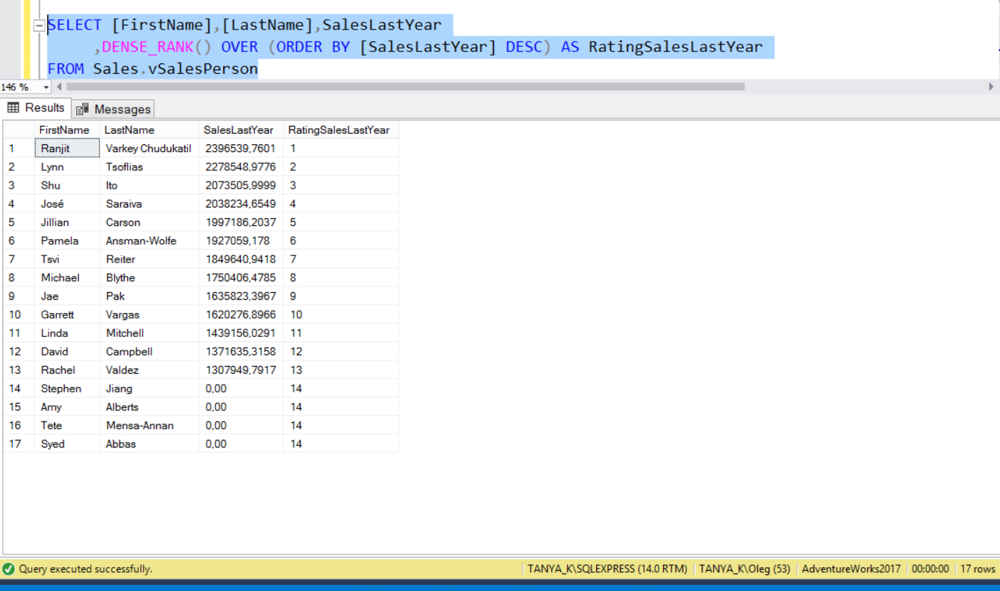 SELECT [FirstName],[LastName],SalesLastYear
,DENSE_RANK() OVER (ORDER BY [SalesLastYear] DESC) AS RatingSalesLastYear
FROM Sales.vSalesPerson
146 %
Results Messages
FirstName LastName SalesLastYear RatingSalesLastYear
1 Ranjit Varkey Chudukatil 2396539,7601 1
2 Lynn Tsoflias 2278548,9776 2
3 Shu Ito 2073505,9999 3
4 José Saraiva 2038234,6549 4
5 Jillian Carson 1997186,2037 5
6 Pamela Ansman-Wolfe 1927059,178 6
7 Tsvi Reiter 1849640,9418 7
8 Michael Blythe 1750406,4785 8
9 Jae Pak 1635823,3967 9
10 Garrett Vargas 1620276,8966 10
11 Linda Mitchell 1439156,0291 11
12 David Campbell 1371635,3158 12
13 Rachel Valdez 1307949,7917 13
14 Stephen Jiang 0,00 14
15 Amy Alberts 0,00 14
16 Tete Mensa-Annan 0,00 14
17 Syed Abbas 0,00 14
Query executed successfully. TANYA_K\SQLEXPRESS (14.0 RTM) TANYA_K\Oleg (53) AdventureWorks2017 00:00:00 17 rows